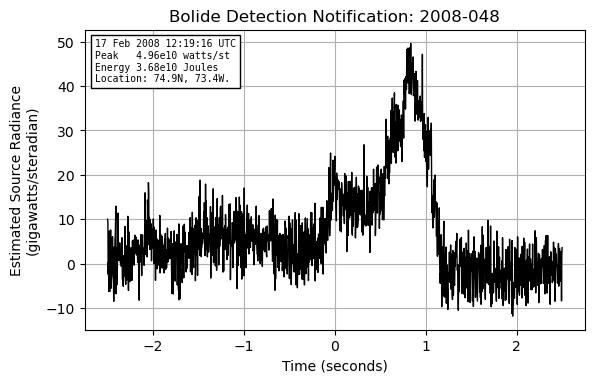 Bolide Detection Notification: 2008-048
17 Feb 2008 12:19:16 UTC
Peak   4.96e10 watts/st
Energy 3.68e10 Joules
Location: 74.9N, 73.4W.
Estimated Source Radiance
(gigawatts/steradian)
50
40
30
20
10
0
−10
−2
−1
0
1
2
Time (seconds)